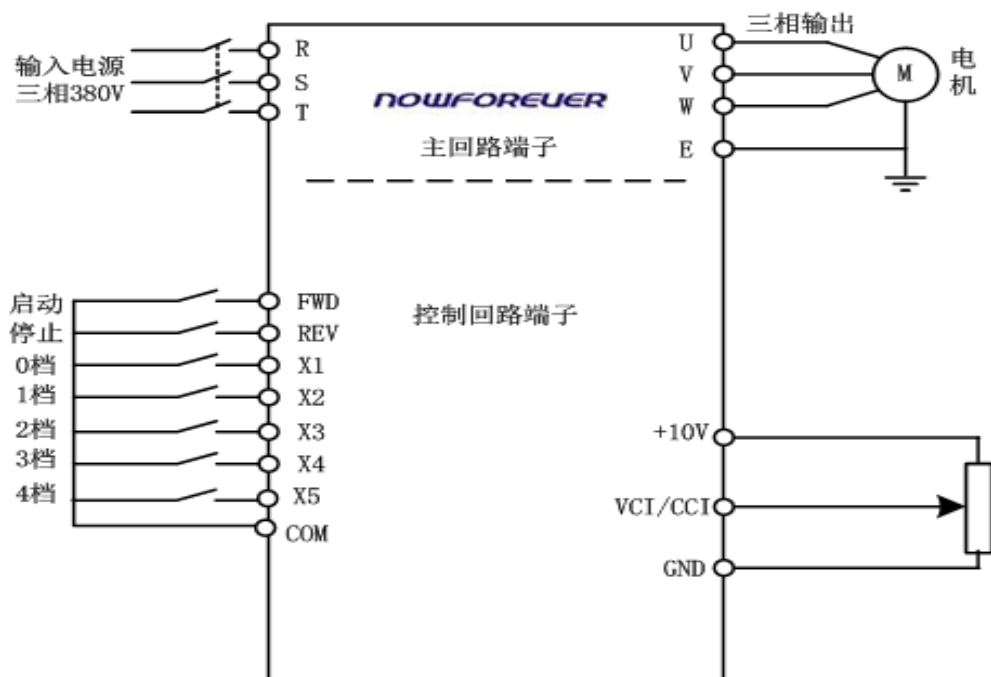 三相输出
R
U
输入电源
三相380V
S
V
M
电机
T
NOWFOREVER
W
主回路端子
E
启动
FWD
控制回路端子
停止
REV
0档
X1
1档
X2
2档
X3
+10V
3档
X4
4档
X5
VCI/CCI
COM
GND